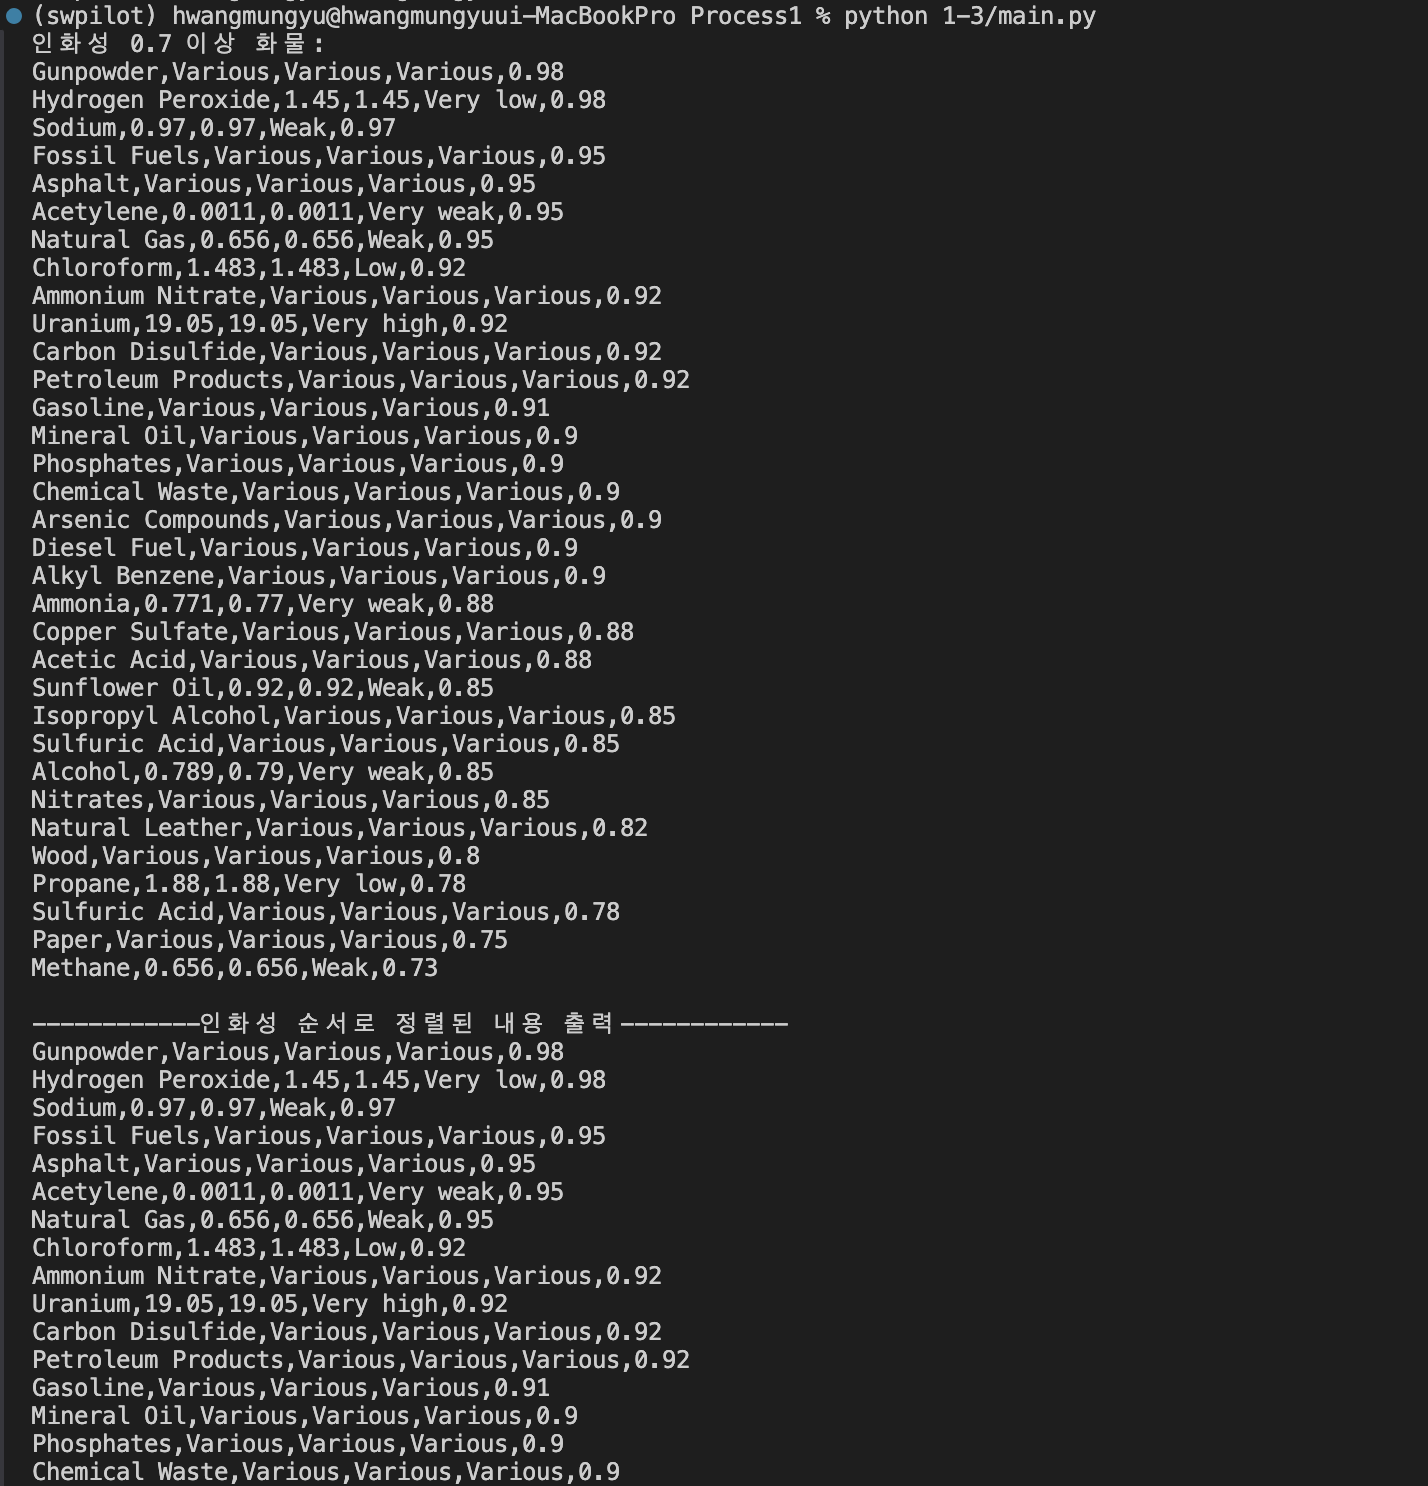 (swpilot) hwangmungyu@hwangmungyuui-MacBookPro Process1 % python 1-3/main.py
인화성 0.7 이상 화물:
Gunpowder,Various,Various,Various,0.98
Hydrogen Peroxide,1.45,1.45,Very low,0.98
Sodium,0.97,0.97,Weak,0.97
Fossil Fuels,Various,Various,Various,0.95
Asphalt,Various,Various,Various,0.95
Acetylene,0.0011,0.0011,Very weak,0.95
Natural Gas,0.656,0.656,Weak,0.95
Chloroform,1.483,1.483,Low,0.92
Ammonium Nitrate,Various,Various,Various,0.92
Uranium,19.05,19.05,Very high,0.92
Carbon Disulfide,Various,Various,Various,0.92
Petroleum Products,Various,Various,Various,0.92
Gasoline,Various,Various,Various,0.91
Mineral Oil,Various,Various,Various,0.9
Phosphates,Various,Various,Various,0.9
Chemical Waste,Various,Various,Various,0.9
Arsenic Compounds,Various,Various,Various,0.9
Diesel Fuel,Various,Various,Various,0.9
Alkyl Benzene,Various,Various,Various,0.9
Ammonia,0.771,0.77,Very weak,0.88
Copper Sulfate,Various,Various,Various,0.88
Acetic Acid,Various,Various,Various,0.88
Sunflower Oil,0.92,0.92,Weak,0.85
Isopropyl Alcohol,Various,Various,Various,0.85
Sulfuric Acid,Various,Various,Various,0.85
Alcohol,0.789,0.79,Very weak,0.85
Nitrates,Various,Various,Various,0.85
Natural Leather,Various,Various,Various,0.82
Wood,Various,Various,Various,0.8
Propane,1.88,1.88,Very low,0.78
Sulfuric Acid,Various,Various,Various,0.78
Paper,Various,Various,Various,0.75
Methane,0.656,0.656,Weak,0.73
------------인화성 순서로 정렬된 내용 출력------------
Gunpowder,Various,Various,Various,0.98
Hydrogen Peroxide,1.45,1.45,Very low,0.98
Sodium,0.97,0.97,Weak,0.97
Fossil Fuels,Various,Various,Various,0.95
Asphalt,Various,Various,Various,0.95
Acetylene,0.0011,0.0011,Very weak,0.95
Natural Gas,0.656,0.656,Weak,0.95
Chloroform,1.483,1.483,Low,0.92
Ammonium Nitrate,Various,Various,Various,0.92
Uranium,19.05,19.05,Very high,0.92
Carbon Disulfide,Various,Various,Various,0.92
Petroleum Products,Various,Various,Various,0.92
Gasoline,Various,Various,Various,0.91
Mineral Oil,Various,Various,Various,0.9
Phosphates,Various,Various,Various,0.9
Chemical Waste,Various,Various,Various,0.9